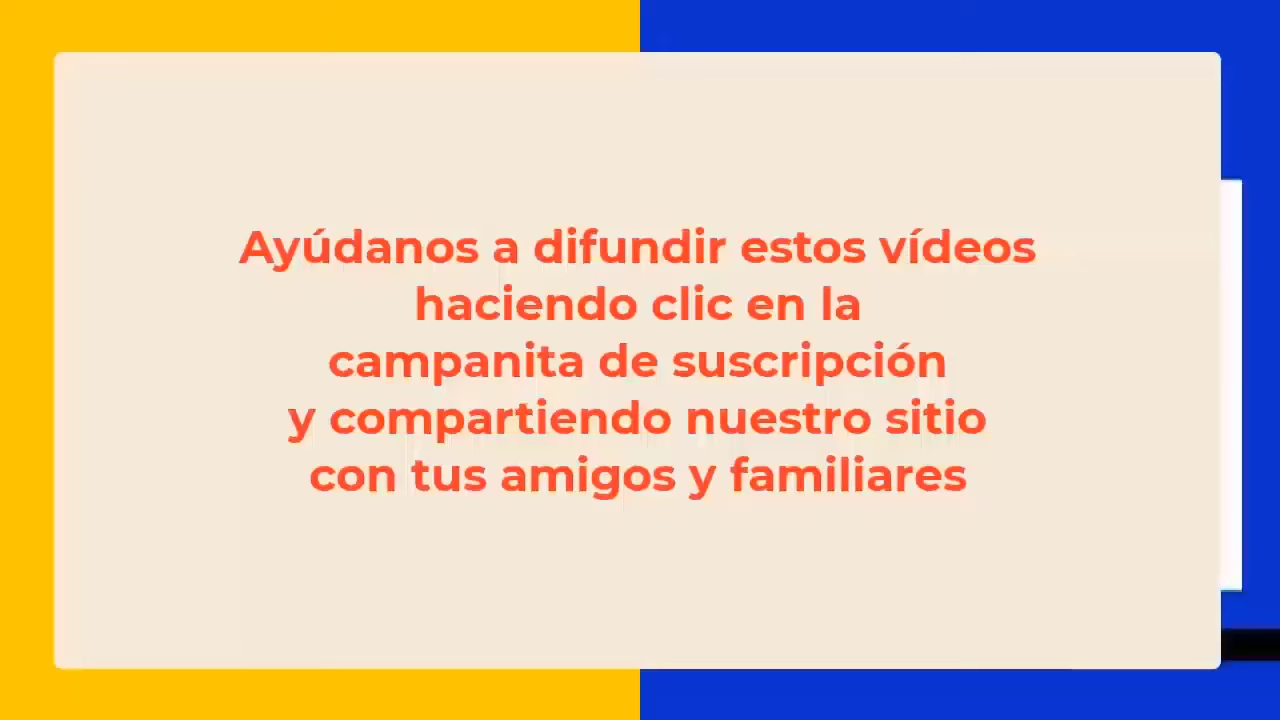 Ayúdanos a difundir estos vídeos
haciendo clic en la
campanita de suscripción
y compartiendo nuestro sitio
con tus amigos y familiares